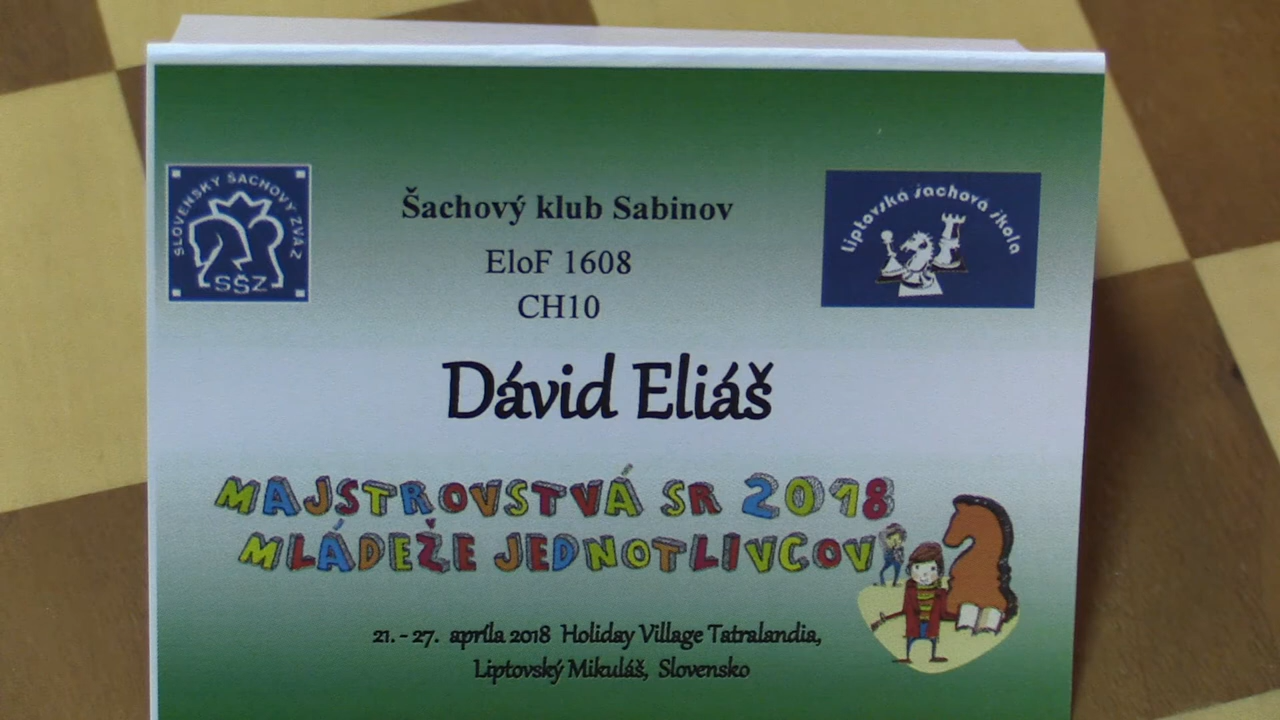 SLOVENSKÝ ŠACHOVÝ ZVÄZ
SŠZ
Šachový klub Sabinov
EloF 1608
CH10
liptovská šachová škola
Dávid Eliáš
MAJSTROVSTVÁ SR 2018
MLÁDEŽE JEDNOTLIVCOV
21. - 27. apríla 2018 Holiday Village Tatralandia,
Liptovský Mikuláš, Slovensko